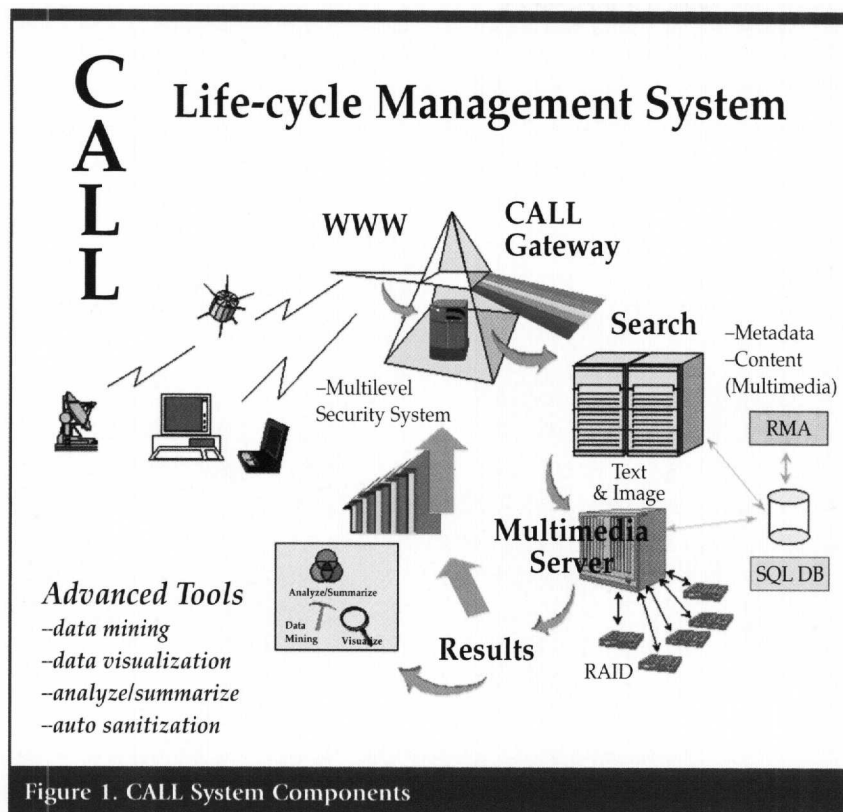 C
A
L
L
Life-cycle Management System
WWW
CALL
Gateway
Search
–Metadata
–Content
(Multimedia)
–Multilevel
Security System
RMA
Text
& Image
Multimedia
Server
SQL DB
Analyze/Summarize
Data
Mining
Visualize
Advanced Tools
--data mining
--data visualization
--analyze/summarize
--auto sanitization
Results
RAID
Figure 1. CALL System Components